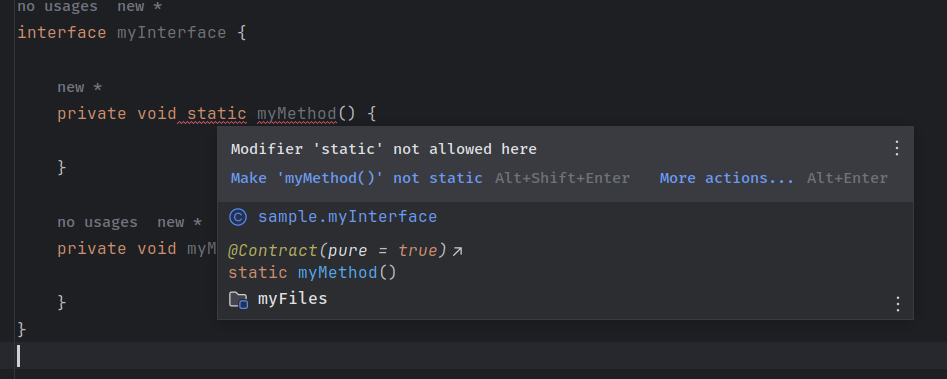 no usages new *
interface myInterface {
new *
private void static myMethod() {
Modifier 'static' not allowed here
Make 'myMethod()' not static Alt+Shift+Enter More actions... Alt+Enter
}
sample.myInterface
no usages new *
@Contract(pure = true)
private void myM
static myMethod()
myFiles
}
}